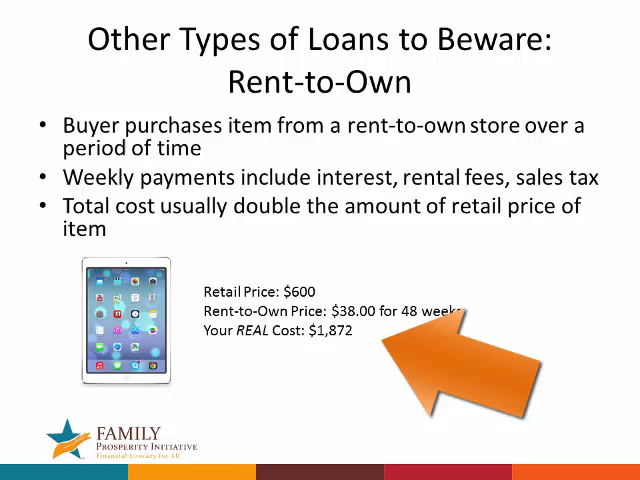 Other Types of Loans to Beware:
Rent-to-Own
• Buyer purchases item from a rent-to-own store over a
period of time
• Weekly payments include interest, rental fees, sales tax
• Total cost usually double the amount of retail price of
item
Retail Price: $600
Rent-to-Own Price: $38.00 for 48 weeks
Your REAL Cost: $1,872
FAMILY
PROSPERITY INITIATIVE
Financial Literacy for All